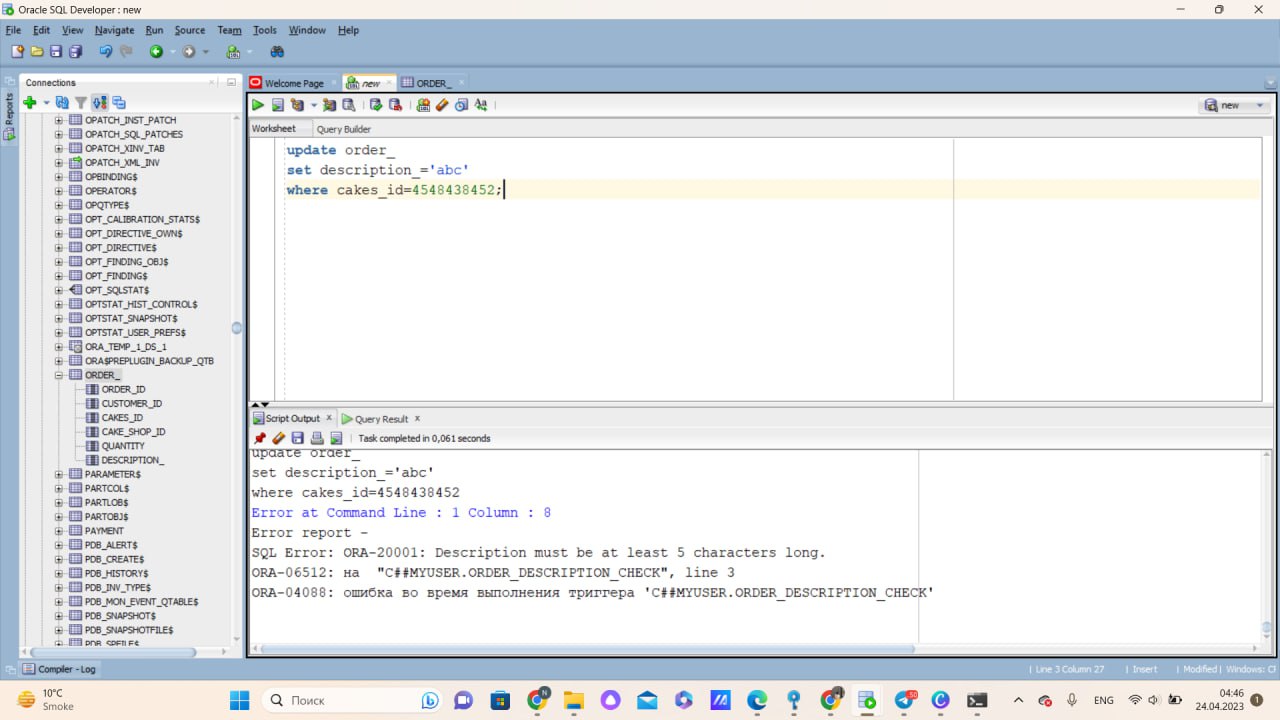 Oracle SQL Developer : new
File Edit View Navigate Run Source Team Tools Window Help
Connections
Welcome Page
new
ORDER_
Reports
new
Worksheet Query Builder
OPATCH_INST_PATCH
OPATCH_SQL_PATCHES
OPATCH_XINV_TAB
OPATCH_XML_INV
OPBINDING$
OPERATOR$
OPQTYPE$
OPT_CALIBRATION_STATS$
OPT_DIRECTIVE_OWN$
OPT_DIRECTIVE$
OPT_FINDING_OBJ$
OPT_FINDING$
OPT_SQLSTAT$
OPTSTAT_HIST_CONTROL$
OPTSTAT_SNAPSHOT$
OPTSTAT_USER_PREFS$
ORA_TEMP_1_DS_1
ORA$PREPLUGIN_BACKUP_QTB
ORDER_
ORDER_ID
CUSTOMER_ID
CAKES_ID
CAKE_SHOP_ID
QUANTITY
DESCRIPTION_
PARAMETER$
PARTCOL$
PARTLOB$
PARTOBJ$
PAYMENT
PDB_ALERT$
PDB_CREATE$
PDB_HISTORY$
PDB_INV_TYPE$
PDB_MON_EVENT_QTABLE$
PDB_SNAPSHOT$
PDB_SNAPSHOTFILE$
PDB_SPFILE$
update order_
set description_='abc'
where cakes_id=4548438452;
Script Output
Query Result
Task completed in 0,061 seconds
update order_
set description_='abc'
where cakes_id=4548438452
Error at Command Line : 1 Column : 8
Error report -
SQL Error: ORA-20001: Description must be at least 5 characters long.
ORA-06512: на "C##MYUSER.ORDER_DESCRIPTION_CHECK", line 3
ORA-04088: ошибка во время выполнения триггера 'C##MYUSER.ORDER_DESCRIPTION_CHECK'
Compiler - Log
Line 3 Column 27
Insert
Modified
Windows:
10°C
Smoke
Поиск
ENG
04:46
24.04.2023